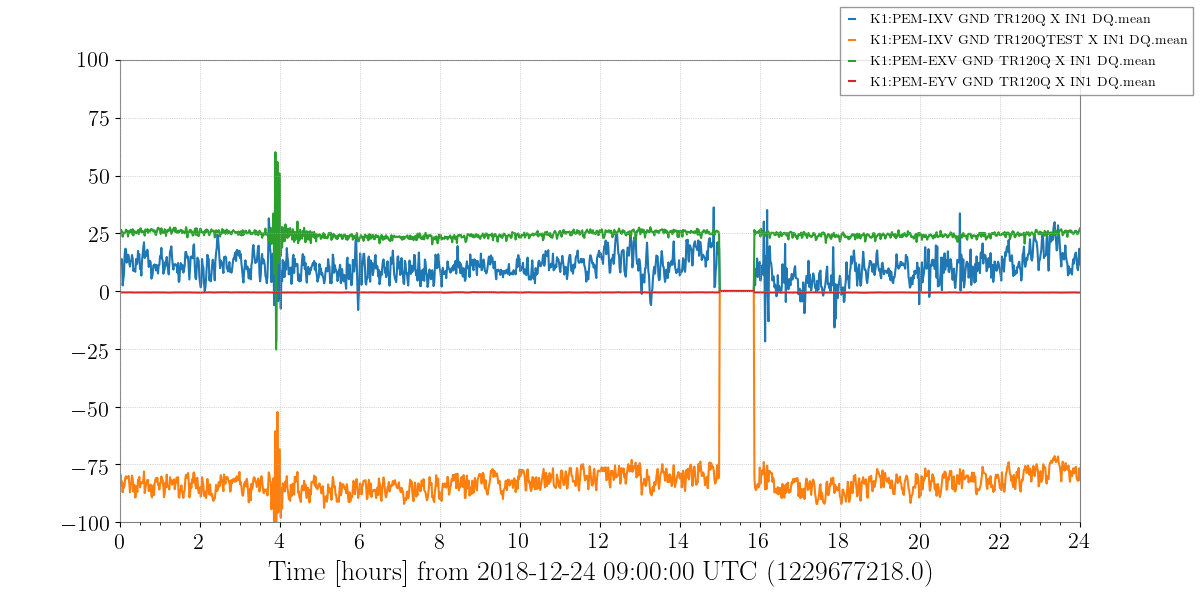 K1:PEM-IXV GND TR120Q X IN1 DQ.mean
K1:PEM-IXV GND TR120QTEST X IN1 DQ.mean
K1:PEM-EXV GND TR120Q X IN1 DQ.mean
K1:PEM-EYV GND TR120Q X IN1 DQ.mean
100
75
50
25
0
−25
−50
−75
−100
0 2 4 6 8 10 12 14 16 18 20 22 24
Time [hours] from 2018-12-24 09:00:00 UTC (1229677218.0)